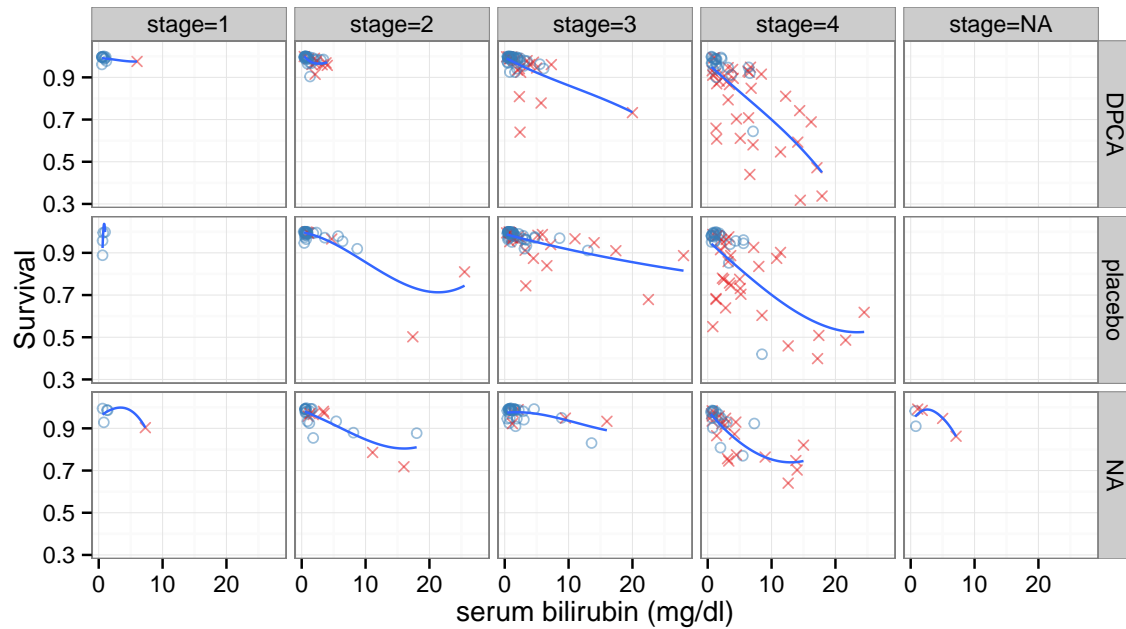 stage=1 stage=2 stage=3 stage=4 stage=NA
0.9
0.7
0.5
0.3
DPCA
0.9
0.7
0.5
0.3
placebo
0.9
0.7
0.5
0.3
NA
Survival
0 10 20 0 10 20 0 10 20 0 10 20 0 10 20
serum bilirubin (mg/dl)